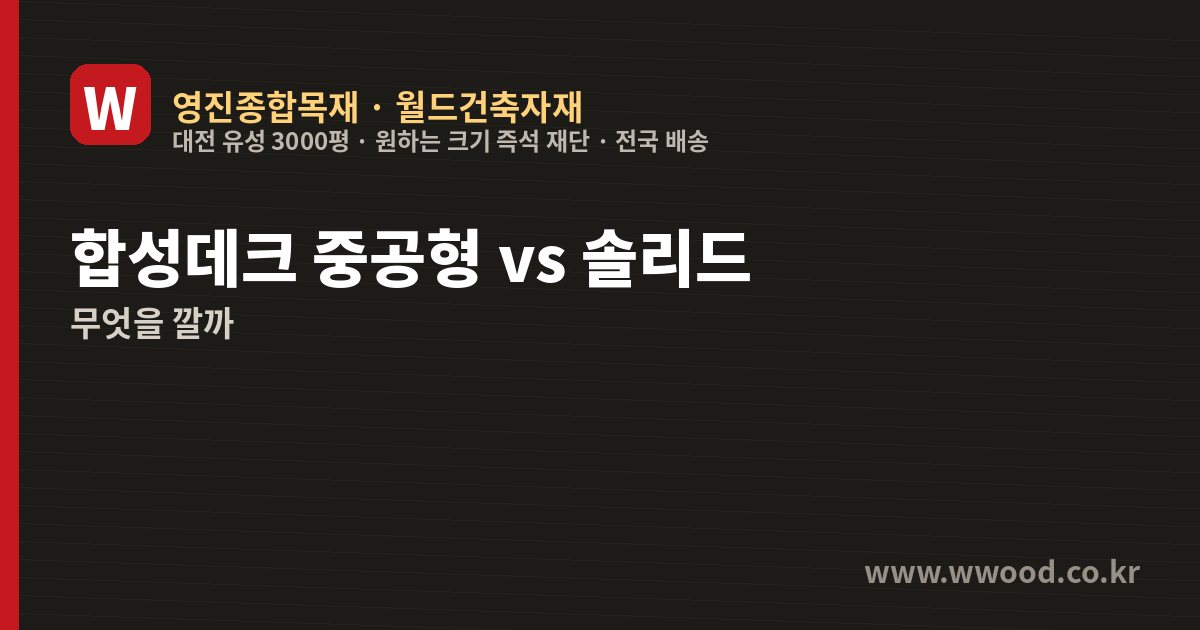 W
영진종합목재 · 월드건축자재
대전 유성 3000평 · 원하는 크기 즉석 재단 · 전국 배송
합성데크 중공형 vs 솔리드
무엇을 깔까
www.wwood.co.kr